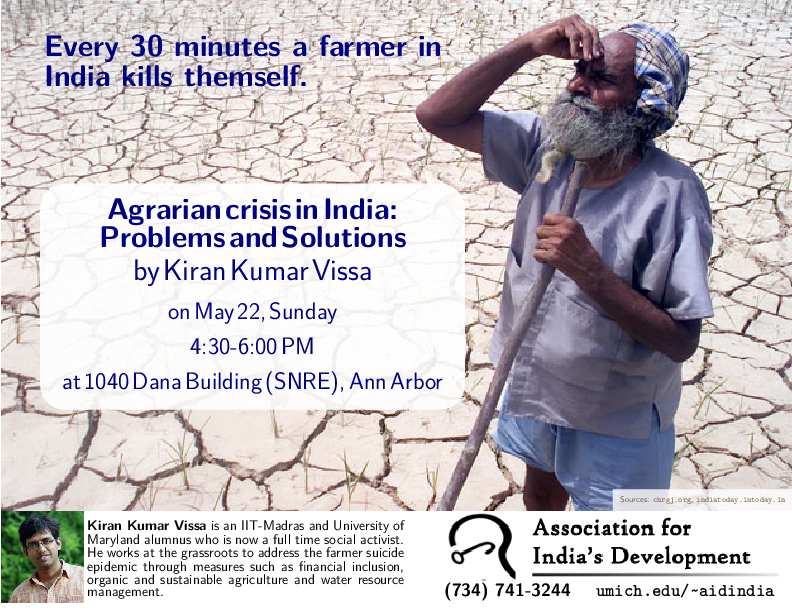 Every 30 minutes a farmer in
India kills themself.
Agrarian crisis in India:
Problems and Solutions
by Kiran Kumar Vissa
on May 22, Sunday
4:30-6:00 PM
at 1040 Dana Building (SNRE), Ann Arbor
Sources: chrgj.org, indiatoday.intoday.in
Kiran Kumar Vissa is an IIT-Madras and University of
Maryland alumnus who is now a full time social activist.
He works at the grassroots to address the farmer suicide
epidemic through measures such as financial inclusion,
organic and sustainable agriculture and water resource
management.
Association for
India's Development
(734) 741-3244 umich.edu/~aidindia